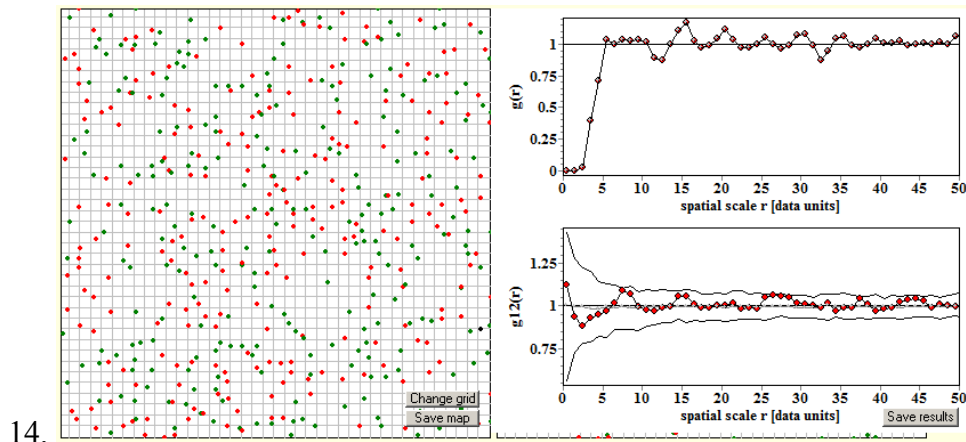 1
0.75
g(r)
0.5
0.25
0
0 5 10 15 20 25 30 35 40 45 50
spatial scale r [data units]
1.25
g12(r)
1
0.75
0 5 10 15 20 25 30 35 40 45 50
Change grid
Save map
spatial scale r [data units]
Save results
14.